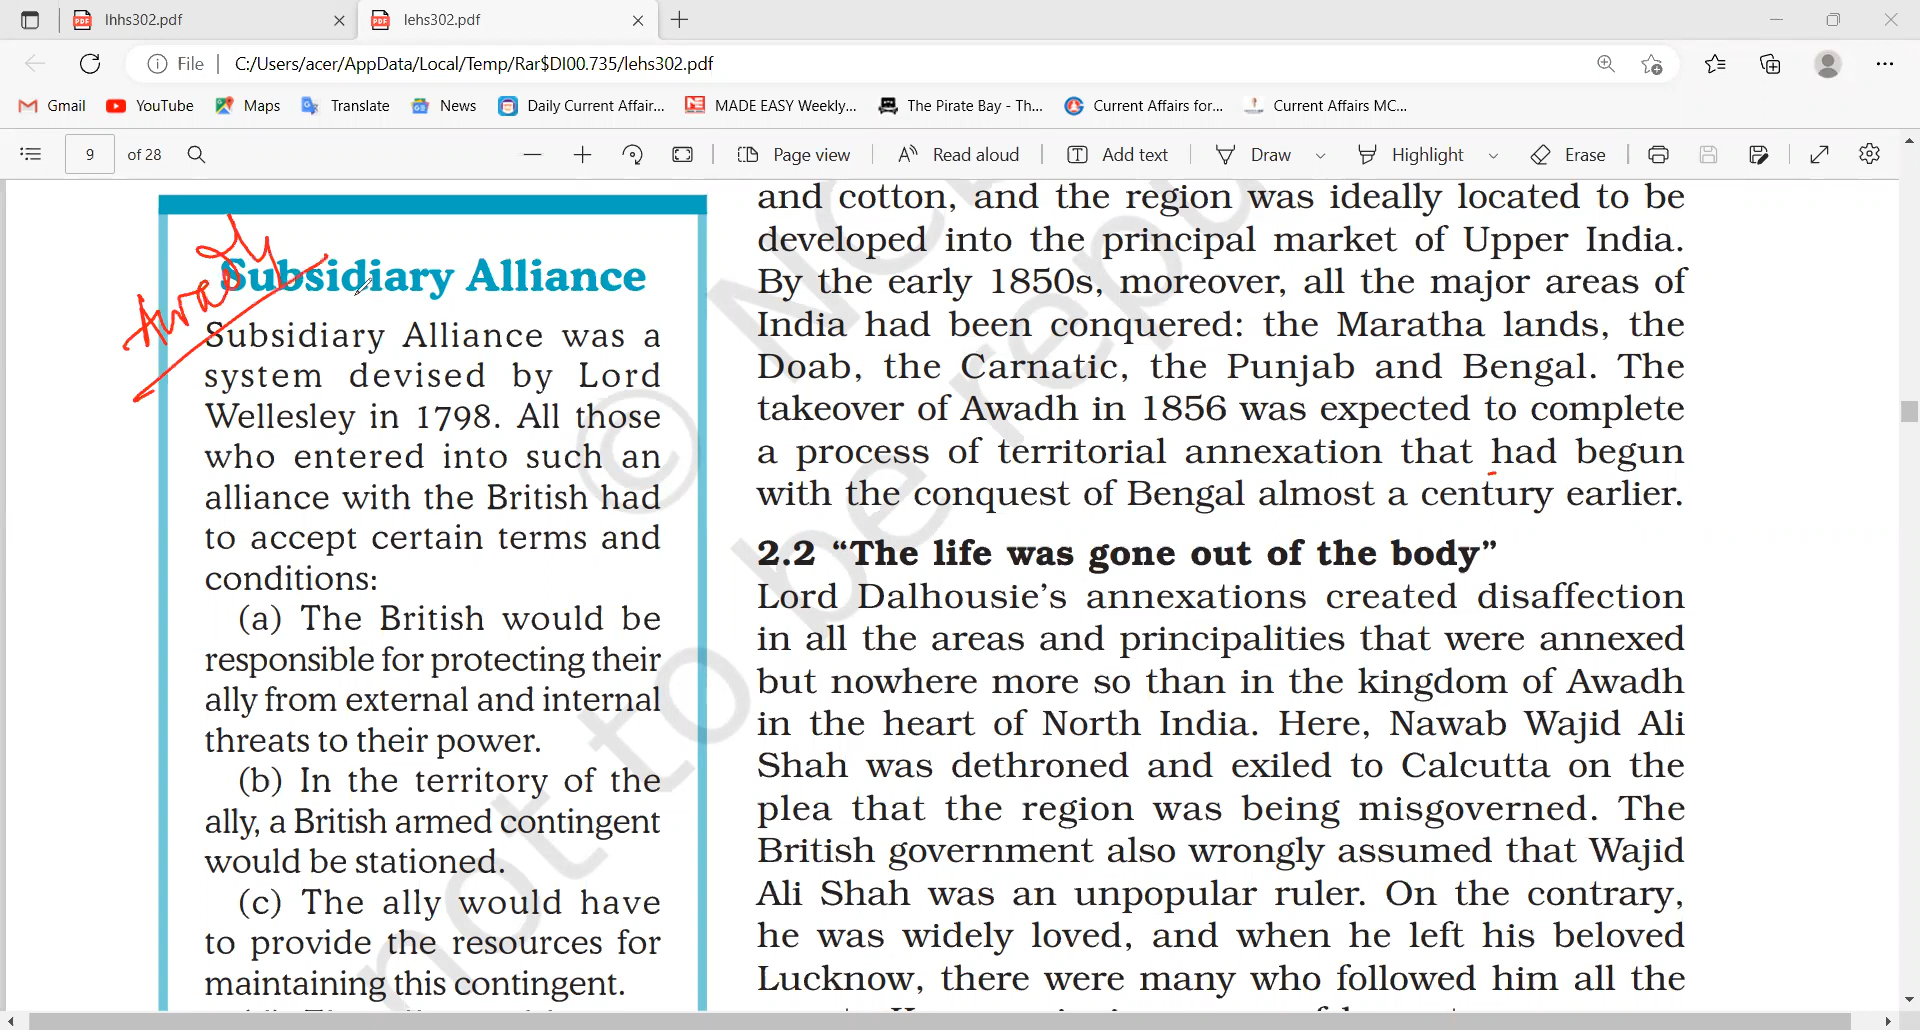 lhhs302.pdf
lehs302.pdf
File
C:/Users/acer/AppData/Local/Temp/Rar$DI00.735/lehs302.pdf
Gmail
YouTube
Maps
Translate
News
Daily Current Affair...
MADE EASY Weekly...
The Pirate Bay - Th...
Current Affairs for...
Current Affairs MC...
9 of 28
Page view
Read aloud
Add text
Draw
Highlight
Erase
Awadh
Subsidiary Alliance
Subsidiary Alliance was a
system devised by Lord
Wellesley in 1798. All those
who entered into such an
alliance with the British had
to accept certain terms and
conditions:
(a) The British would be
responsible for protecting their
ally from external and internal
threats to their power.
(b) In the territory of the
ally, a British armed contingent
would be stationed.
(c) The ally would have
to provide the resources for
maintaining this contingent.
and cotton, and the region was ideally located to be
developed into the principal market of Upper India.
By the early 1850s, moreover, all the major areas of
India had been conquered: the Maratha lands, the
Doab, the Carnatic, the Punjab and Bengal. The
takeover of Awadh in 1856 was expected to complete
a process of territorial annexation that had begun
with the conquest of Bengal almost a century earlier.
2.2 “The life was gone out of the body”
Lord Dalhousie’s annexations created disaffection
in all the areas and principalities that were annexed
but nowhere more so than in the kingdom of Awadh
in the heart of North India. Here, Nawab Wajid Ali
Shah was dethroned and exiled to Calcutta on the
plea that the region was being misgoverned. The
British government also wrongly assumed that Wajid
Ali Shah was an unpopular ruler. On the contrary,
he was widely loved, and when he left his beloved
Lucknow, there were many who followed him all the
©
not to be